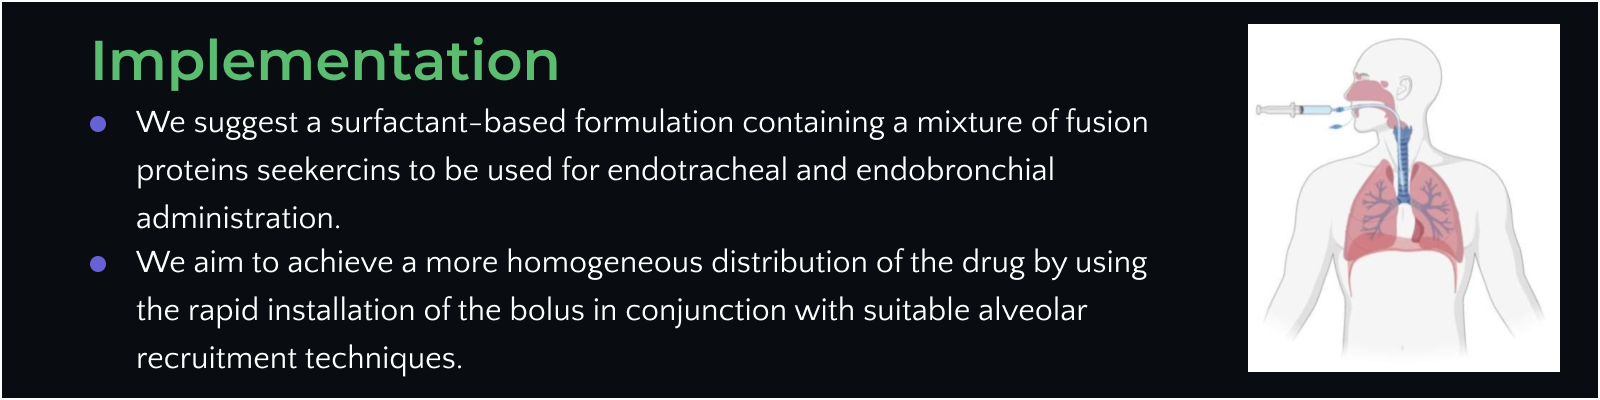 Implementation
We suggest a surfactant-based formulation containing a mixture of fusion
proteins seekercins to be used for endotracheal and endobronchial
administration.
We aim to achieve a more homogeneous distribution of the drug by using
the rapid installation of the bolus in conjunction with suitable alveolar
recruitment techniques.